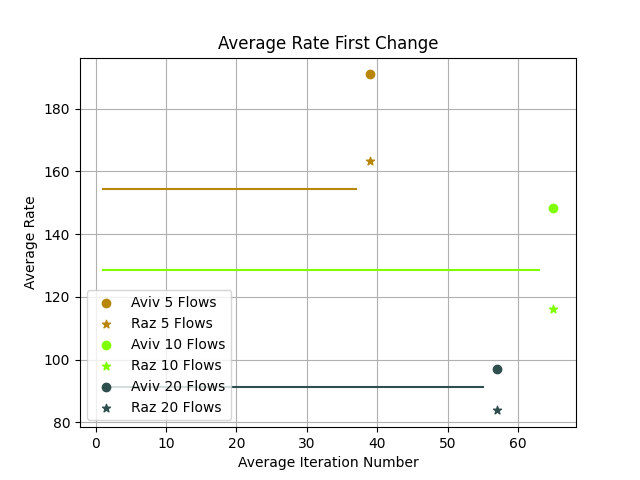 Average Rate First Change
Average Rate
180
160
140
120
100
80
Aviv 5 Flows
Raz 5 Flows
Aviv 10 Flows
Raz 10 Flows
Aviv 20 Flows
Raz 20 Flows
0 10 20 30 40 50 60
Average Iteration Number